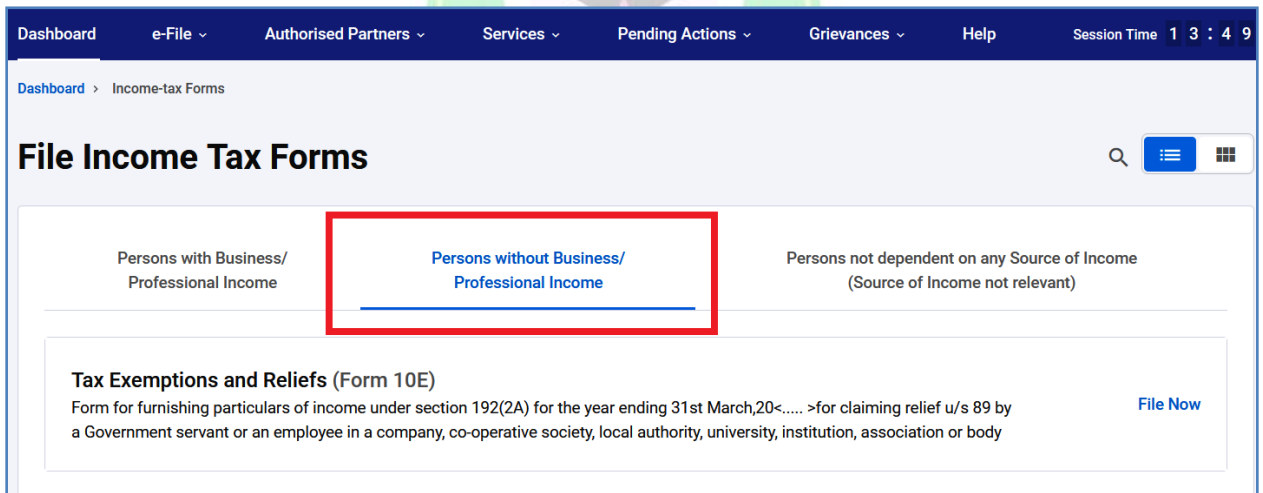 Dashboard e-File Authorised Partners Services Pending Actions Grievances Help Session Time 1 3 : 4 9
Dashboard > Income-tax Forms
File Income Tax Forms
Persons with Business/
Professional Income
Persons without Business/
Professional Income
Persons not dependent on any Source of Income
(Source of Income not relevant)
Tax Exemptions and Reliefs (Form 10E)
Form for furnishing particulars of income under section 192(2A) for the year ending 31st March,20<..... >for claiming relief u/s 89 by
a Government servant or an employee in a company, co-operative society, local authority, university, institution, association or body
File Now